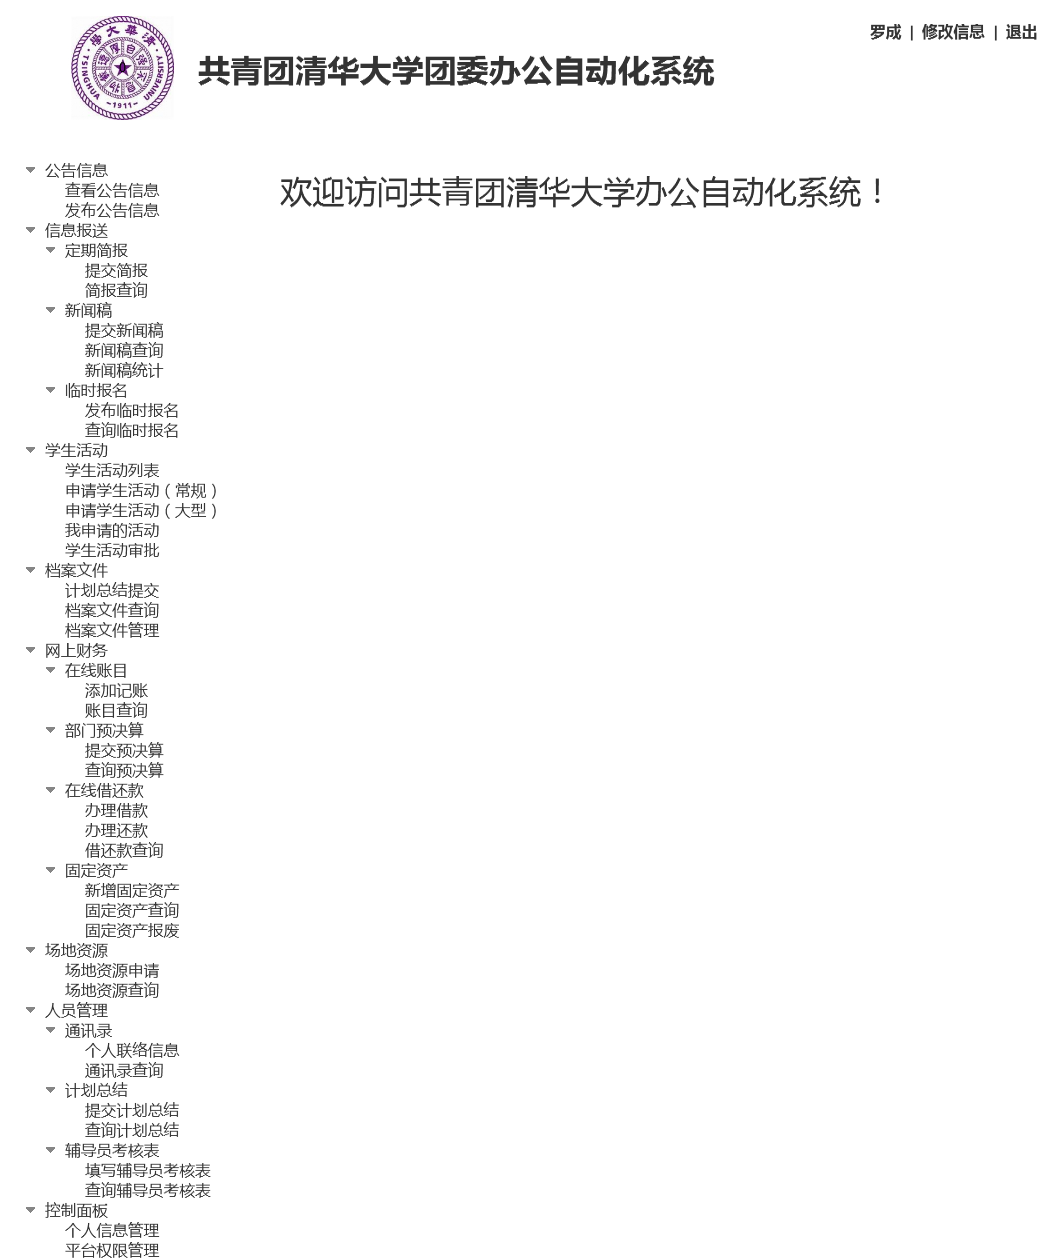 罗成 | 修改信息 | 退出
清华大学
自强不息 厚德载物
TSINGHUA UNIVERSITY
-1911-
共青团清华大学团委办公自动化系统
欢迎访问共青团清华大学办公自动化系统！
公告信息
查看公告信息
发布公告信息
信息报送
定期简报
提交简报
简报查询
新闻稿
提交新闻稿
新闻稿查询
新闻稿统计
临时报名
发布临时报名
查询临时报名
学生活动
学生活动列表
申请学生活动（常规）
申请学生活动（大型）
我申请的活动
学生活动审批
档案文件
计划总结提交
档案文件查询
档案文件管理
网上财务
在线账目
添加记账
账目查询
部门预决算
提交预决算
查询预决算
在线借还款
办理借款
办理还款
借还款查询
固定资产
新增固定资产
固定资产查询
固定资产报废
场地资源
场地资源申请
场地资源查询
人员管理
通讯录
个人联络信息
通讯录查询
计划总结
提交计划总结
查询计划总结
辅导员考核表
填写辅导员考核表
查询辅导员考核表
控制面板
个人信息管理
平台权限管理